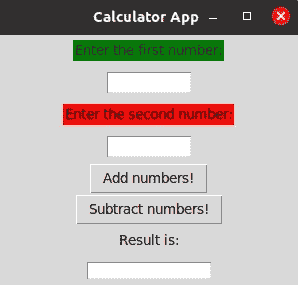 Calculator App
Enter the first number:
Enter the second number:
Add numbers!
Subtract numbers!
Result is: